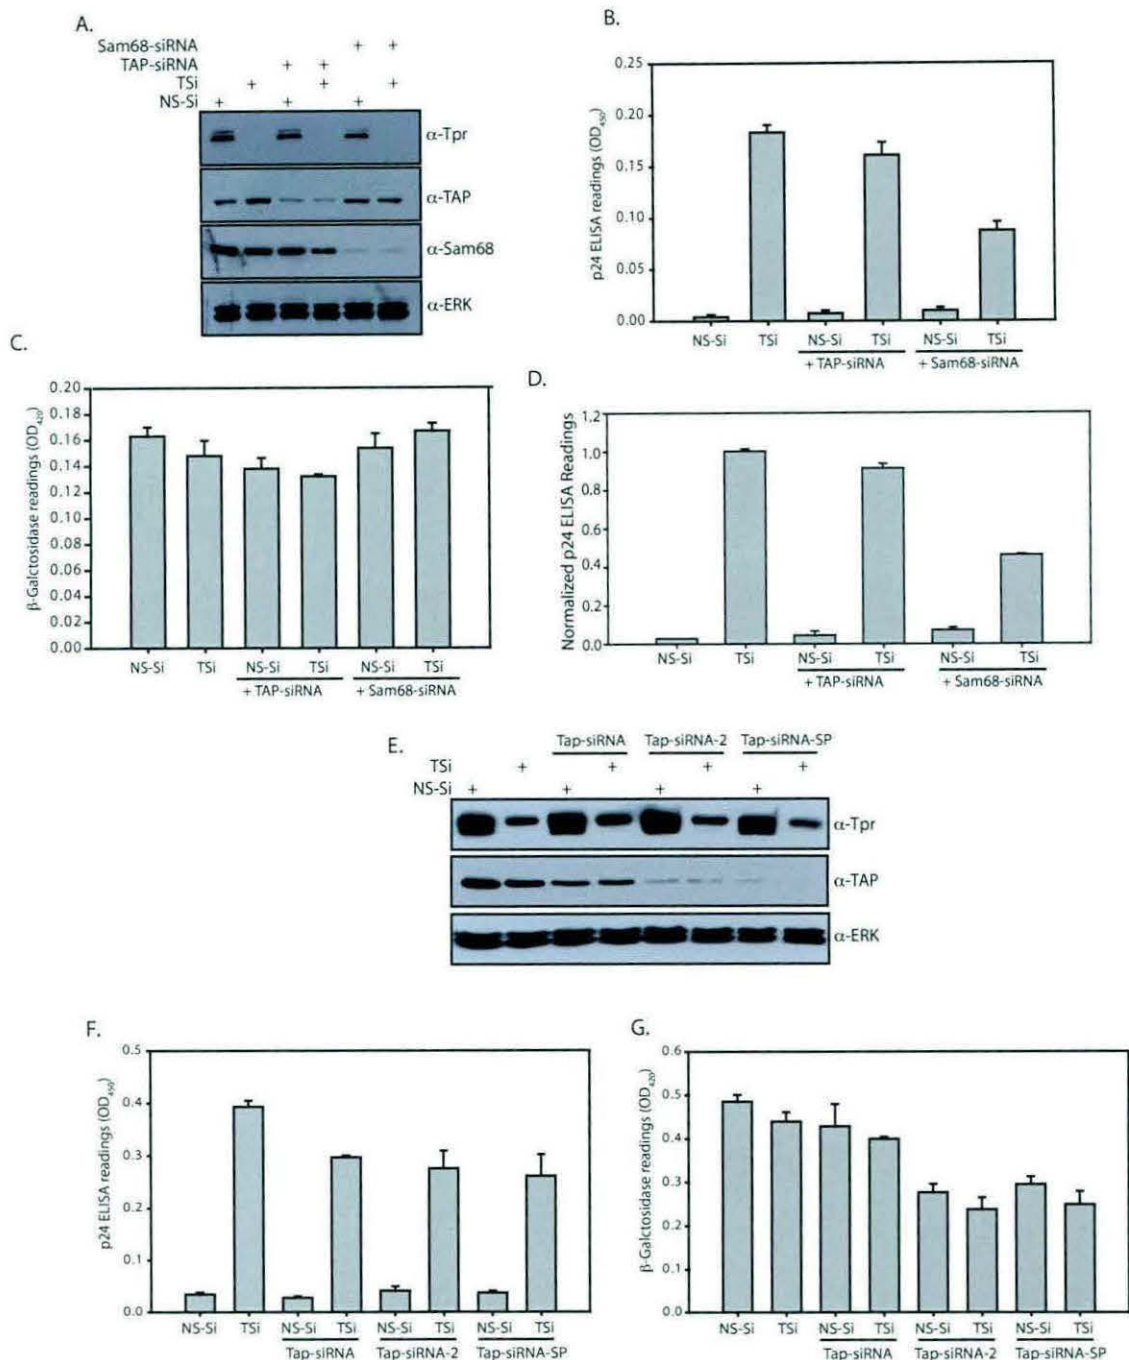 A.
Sam68-siRNA + +
TAP-siRNA + +
TSi + + +
NS-Si + + +
α-Tpr
α-TAP
α-Sam68
α-ERK
B.
p24 ELISA readings (OD450)
0.25
0.20
0.15
0.10
0.05
0.00
NS-Si TSi NS-Si TSi NS-Si TSi
+ TAP-siRNA + Sam68-siRNA
C.
β-Galctosidase readings (OD420)
0.20
0.18
0.16
0.14
0.12
0.10
0.08
0.06
0.04
0.02
0.00
NS-Si TSi NS-Si TSi NS-Si TSi
+ TAP-siRNA + Sam68-siRNA
D.
Normalized p24 ELISA Readings
1.2
1.0
0.8
0.6
0.4
0.2
0.0
NS-Si TSi NS-Si TSi NS-Si TSi
+ TAP-siRNA + Sam68-siRNA
E.
Tap-siRNA Tap-siRNA-2 Tap-siRNA-SP
TSi + + + +
NS-Si + + + +
α-Tpr
α-TAP
α-ERK
F.
p24 ELISA readings (OD450)
0.5
0.4
0.3
0.2
0.1
0.0
NS-Si TSi NS-Si TSi NS-Si TSi NS-Si TSi
Tap-siRNA Tap-siRNA-2 Tap-siRNA-SP
G.
β-Galactosidase readings (OD420)
0.6
0.5
0.4
0.3
0.2
0.1
0.0
NS-Si TSi NS-Si TSi NS-Si TSi NS-Si TSi
Tap-siRNA Tap-siRNA-2 Tap-siRNA-SP